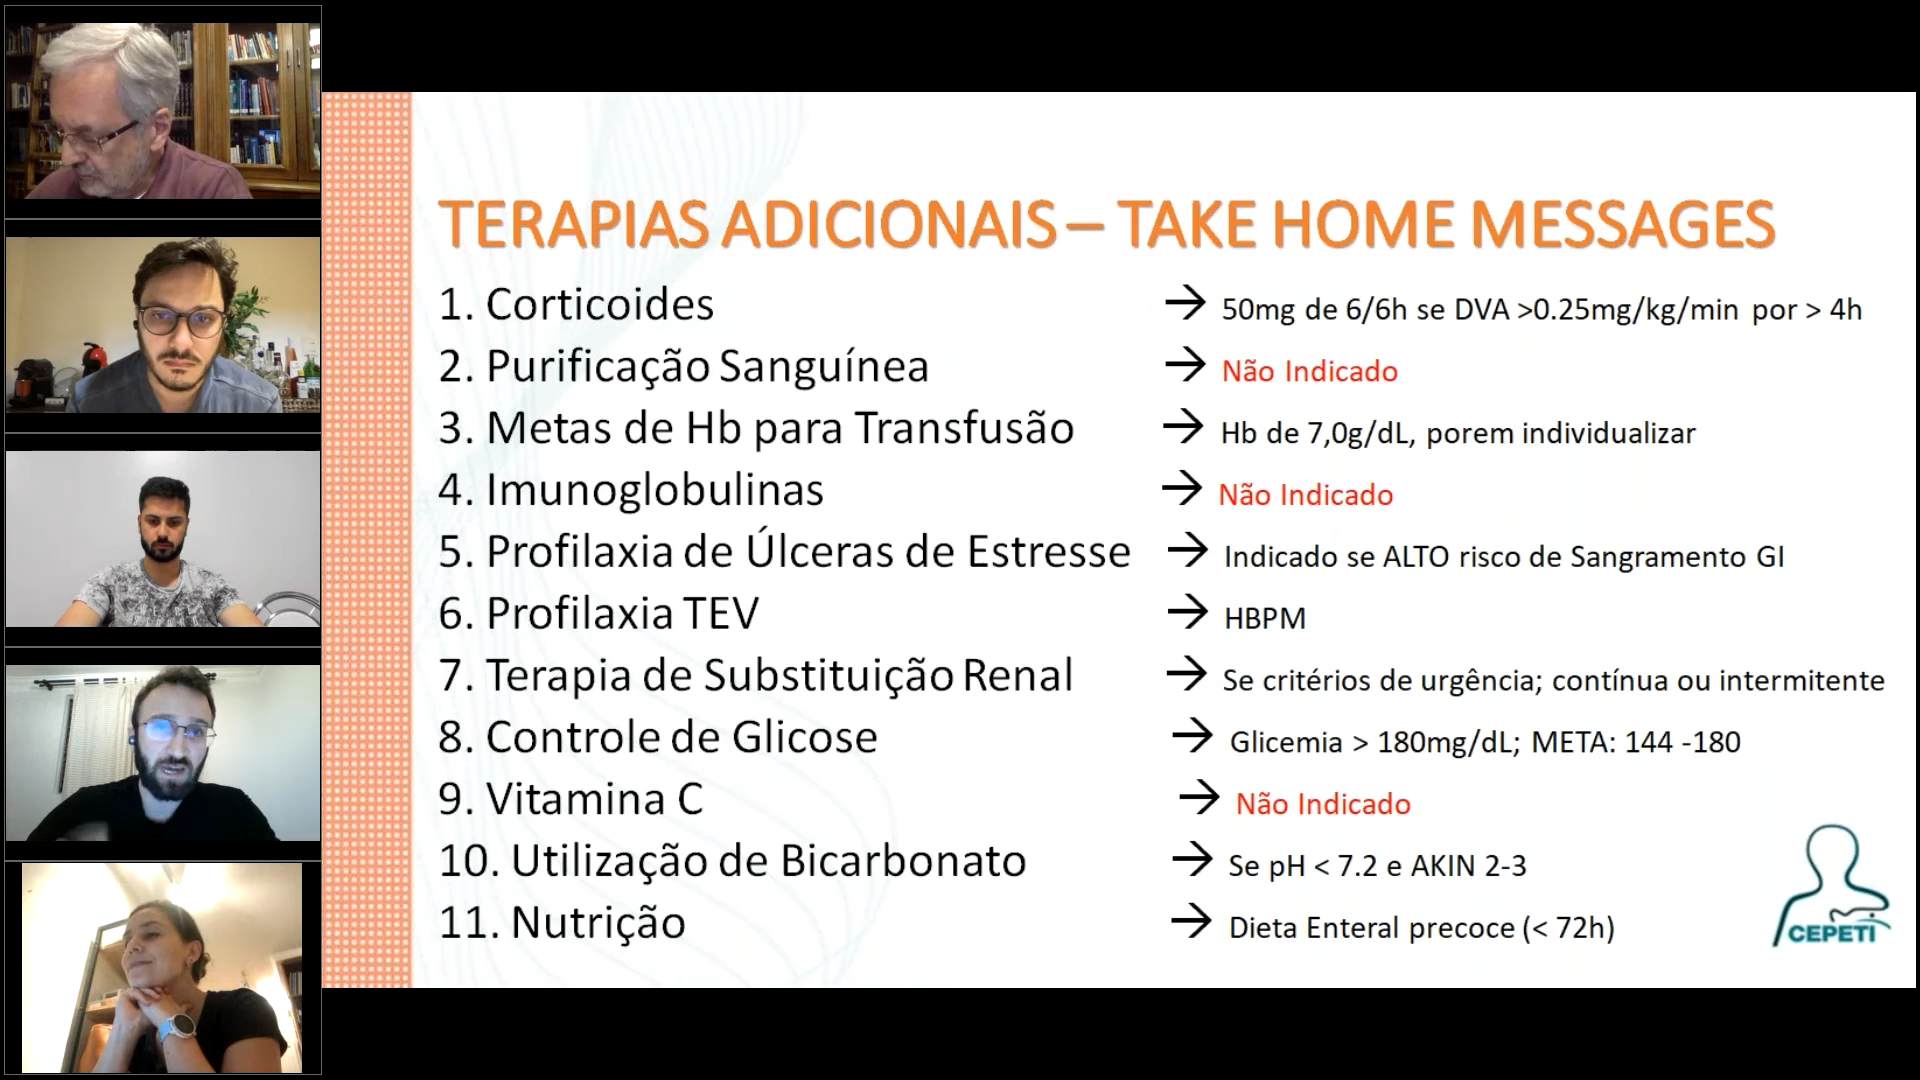 TERAPIAS ADICIONAIS – TAKE HOME MESSAGES
1. Corticoides → 50mg de 6/6h se DVA >0.25mg/kg/min por > 4h
2. Purificação Sanguínea → Não Indicado
3. Metas de Hb para Transfusão → Hb de 7,0g/dL, porem individualizar
4. Imunoglobulinas → Não Indicado
5. Profilaxia de Úlceras de Estresse → Indicado se ALTO risco de Sangramento GI
6. Profilaxia TEV → HBPM
7. Terapia de Substituição Renal → Se critérios de urgência; contínua ou intermitente
8. Controle de Glicose → Glicemia > 180mg/dL; META: 144 -180
9. Vitamina C → Não Indicado
10. Utilização de Bicarbonato → Se pH < 7.2 e AKIN 2-3
11. Nutrição → Dieta Enteral precoce (< 72h)
CEPETI